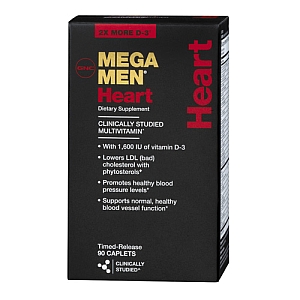 2X MORE D-3*
GNC
MEGA
MEN®
Heart
Dietary Supplement
CLINICALLY STUDIED
MULTIVITAMIN*
• With 1,600 IU of vitamin D-3
• Lowers LDL (bad)
cholesterol with
phytosterols*
• Promotes healthy blood
pressure levels*
• Supports normal, healthy
blood vessel function*
Timed-Release
90 CAPLETS
CLINICALLY
STUDIED^
Heart